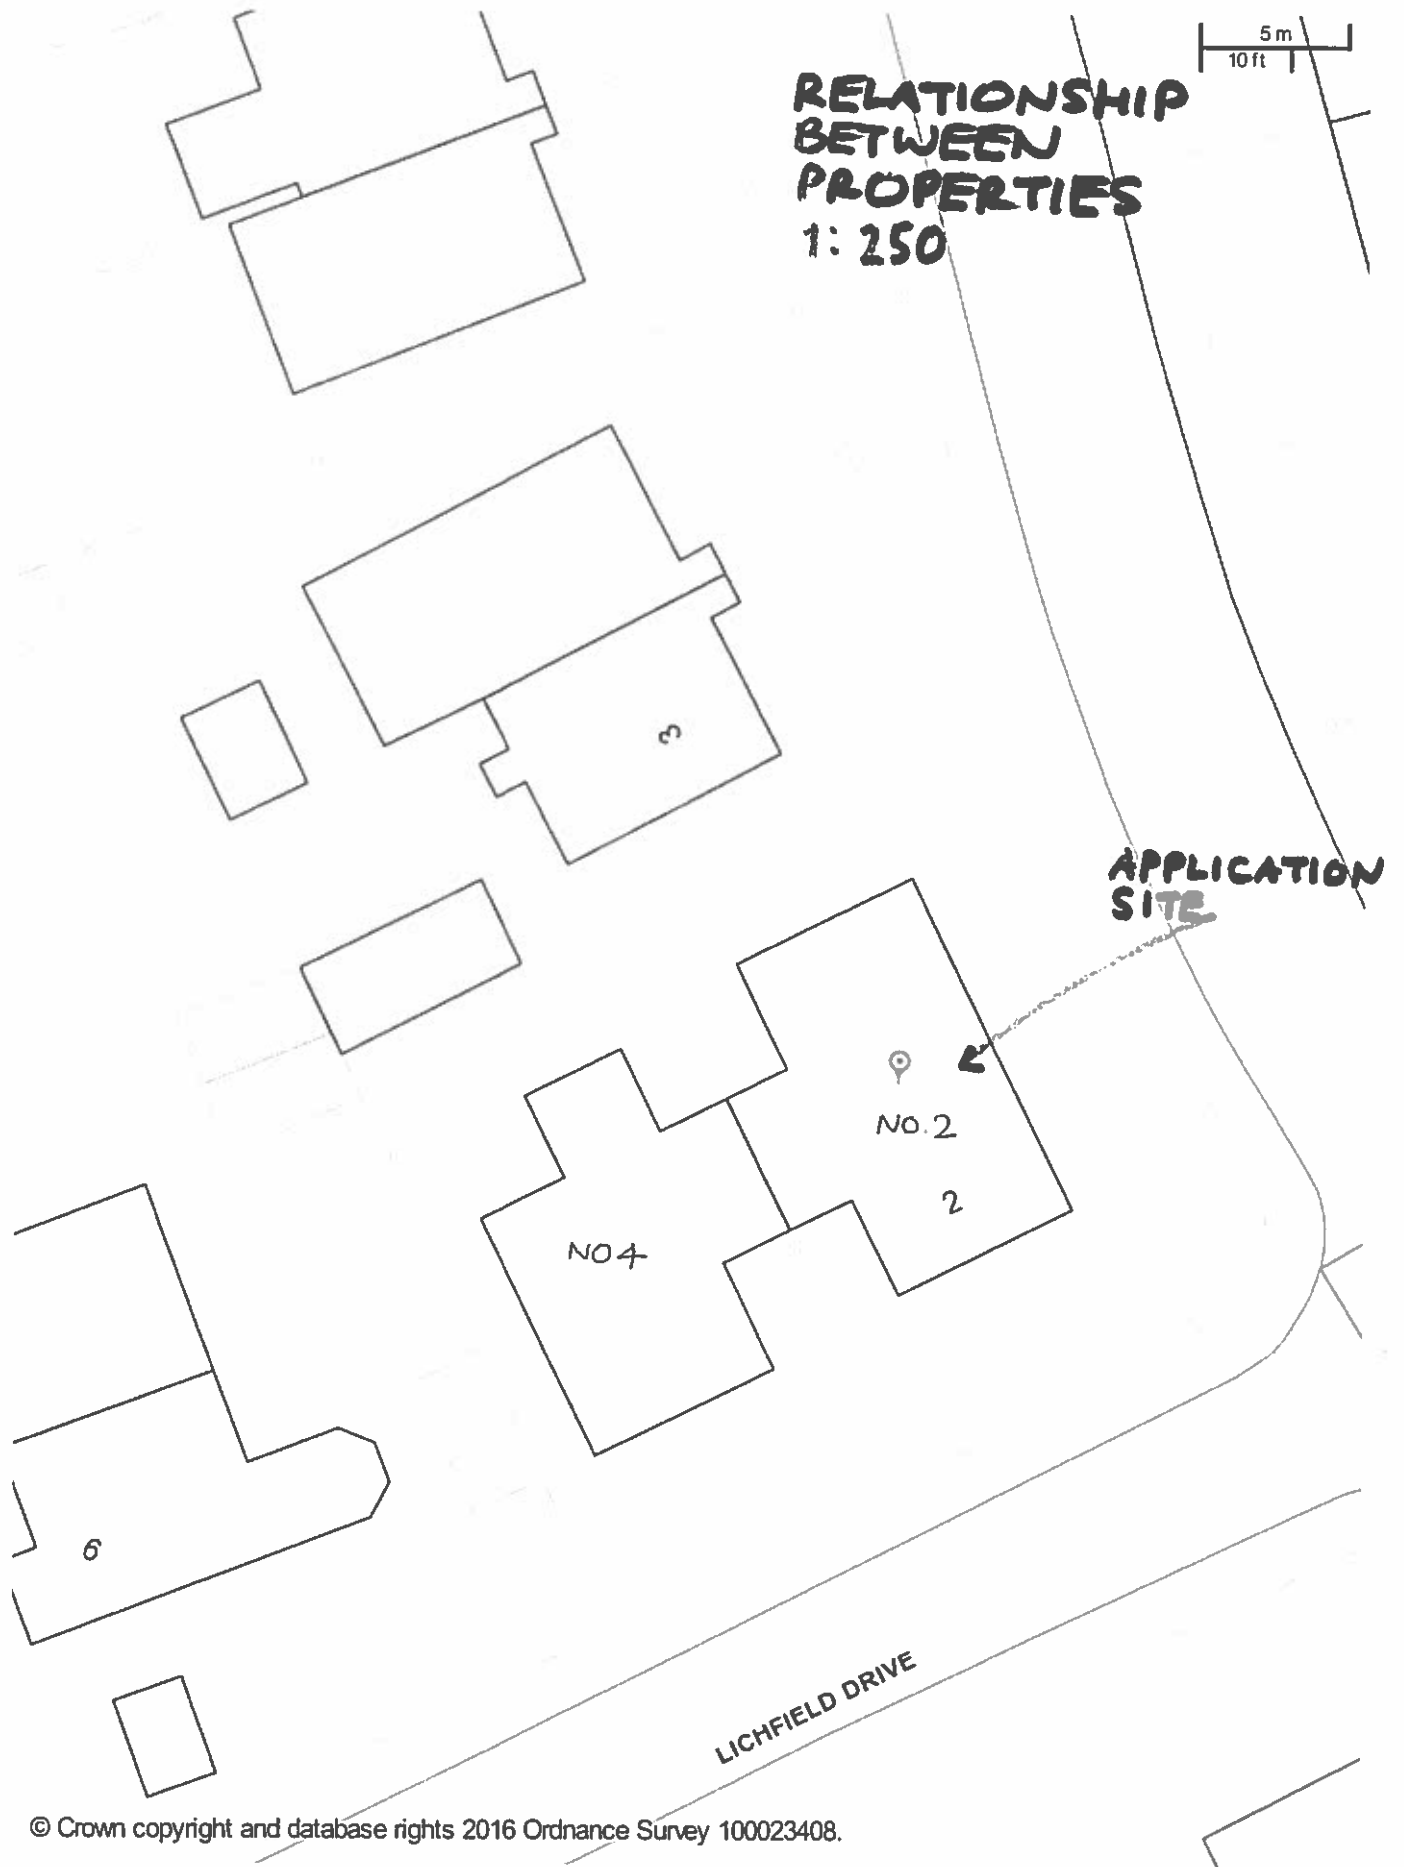 5 m
10 ft
RELATIONSHIP
BETWEEN
PROPERTIES
1:250
3
APPLICATION
SITE
NO.2
2
NO4
6
LICHFIELD DRIVE
© Crown copyright and database rights 2016 Ordnance Survey 100023408.